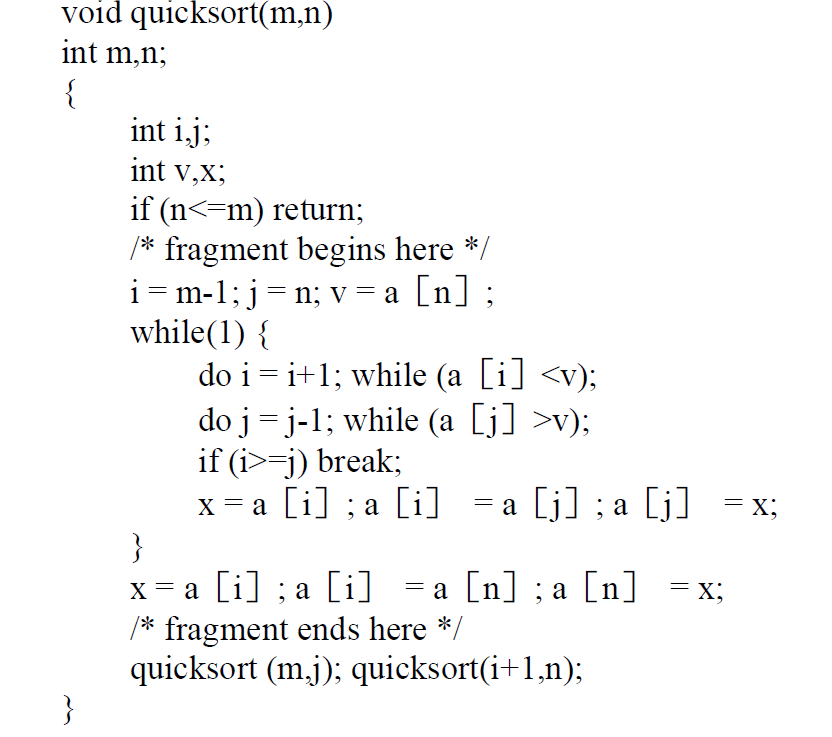 void quicksort(m,n)
int m,n;
{
int i,j;
int v,x;
if (n<=m) return;
/* fragment begins here */
i = m-1; j = n; v = a [n] ;
while(1) {
do i = i+1; while (a [i] <v);
do j = j-1; while (a [j] >v);
if (i>=j) break;
x = a [i] ; a [i] = a [j] ; a [j] = x;
}
x = a [i] ; a [i] = a [n] ; a [n] = x;
/* fragment ends here */
quicksort (m,j); quicksort(i+1,n);
}